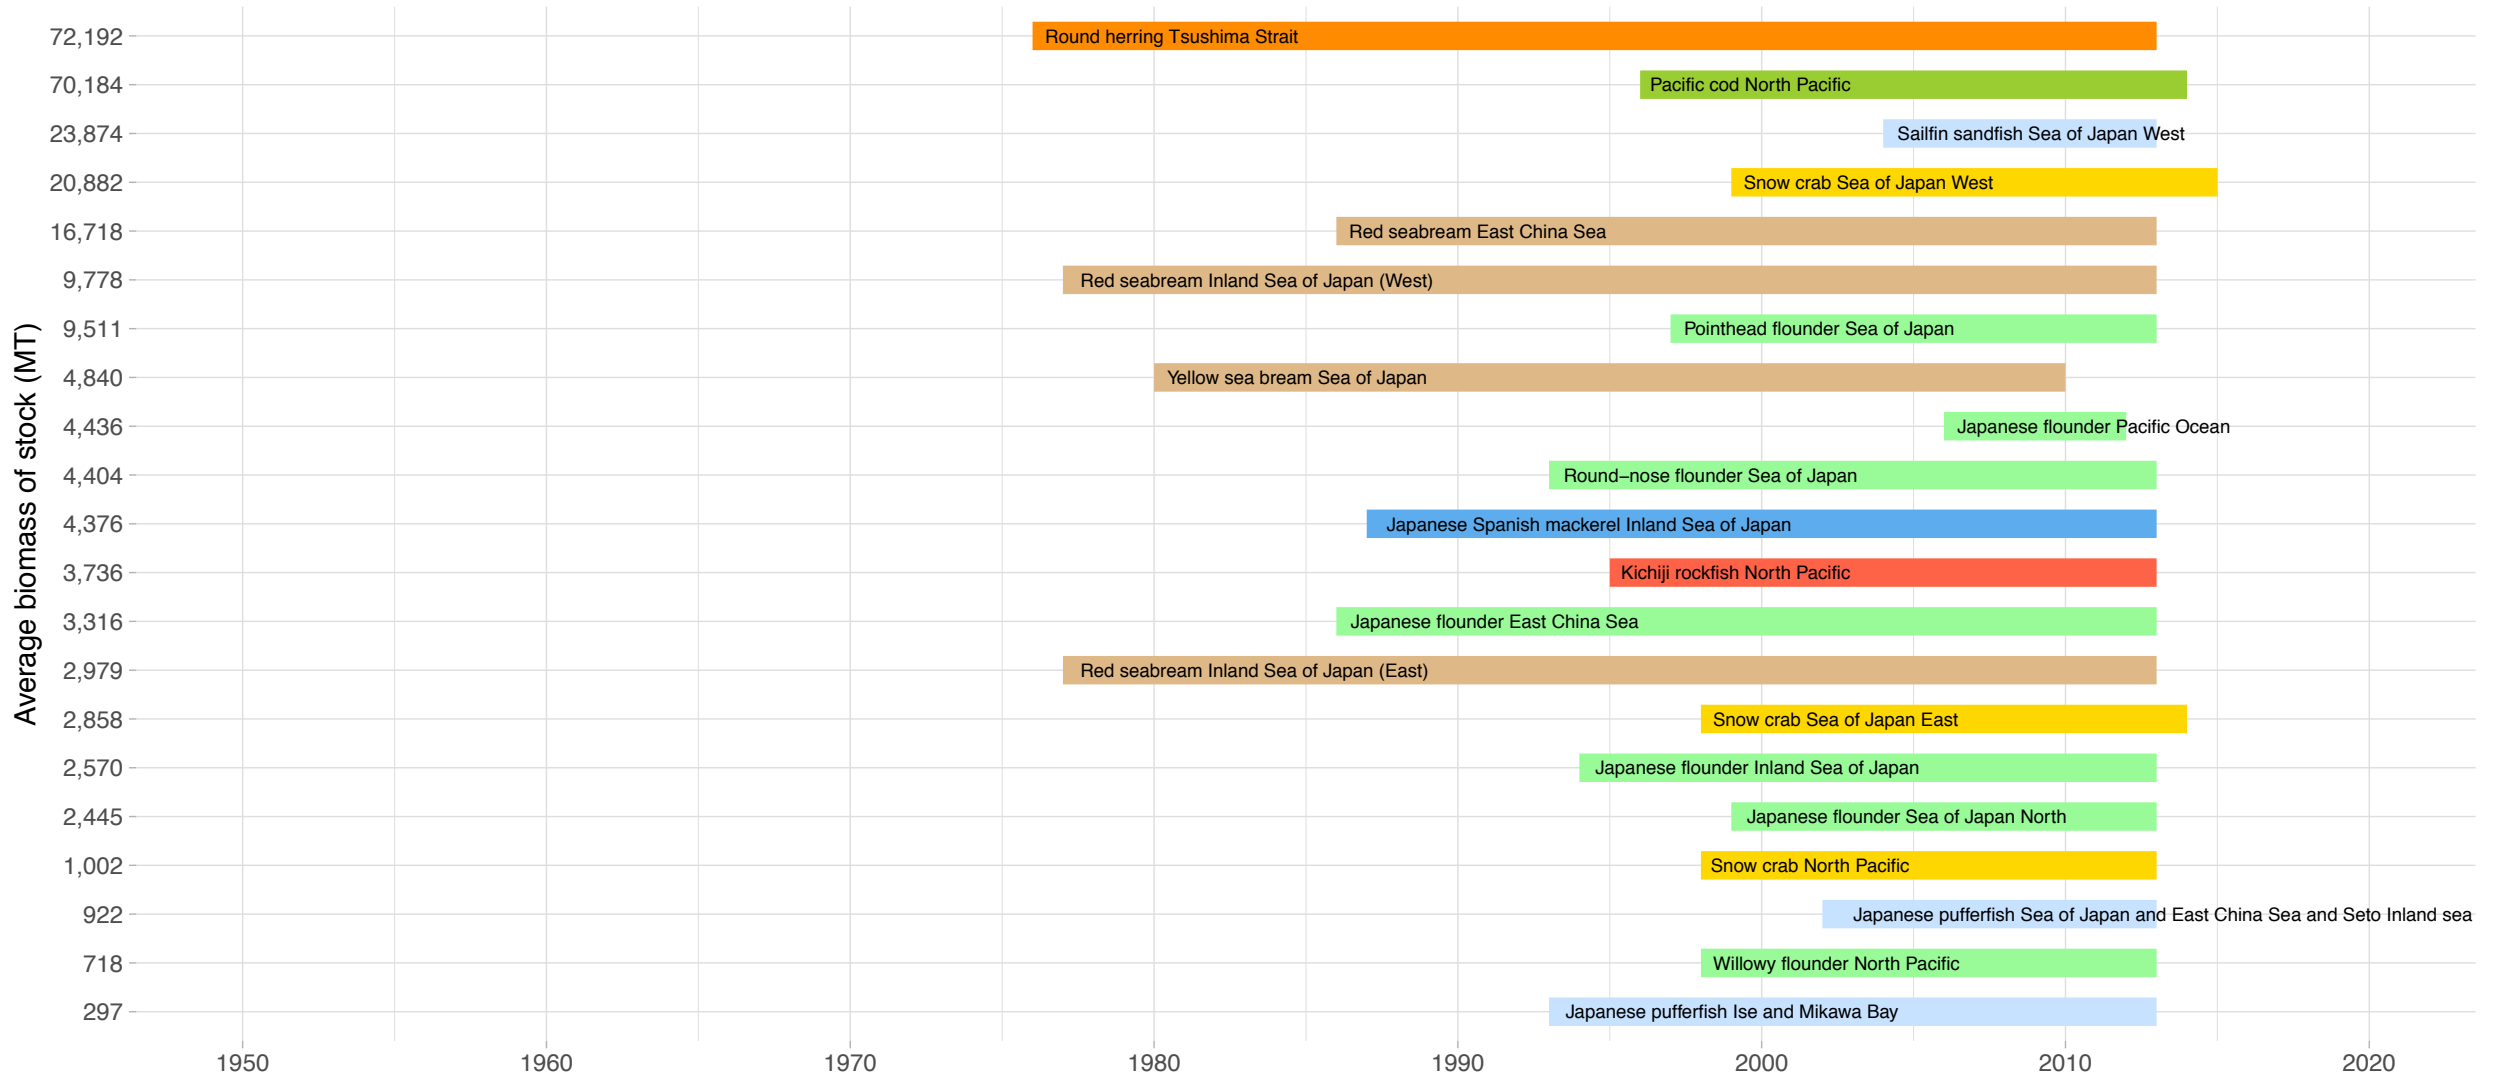 Average biomass of stock (MT)
72,192 Round herring Tsushima Strait
70,184 Pacific cod North Pacific
23,874 Sailfin sandfish Sea of Japan West
20,882 Snow crab Sea of Japan West
16,718 Red seabream East China Sea
9,778 Red seabream Inland Sea of Japan (West)
9,511 Pointhead flounder Sea of Japan
4,840 Yellow sea bream Sea of Japan
4,436 Japanese flounder Pacific Ocean
4,404 Round−nose flounder Sea of Japan
4,376 Japanese Spanish mackerel Inland Sea of Japan
3,736 Kichiji rockfish North Pacific
3,316 Japanese flounder East China Sea
2,979 Red seabream Inland Sea of Japan (East)
2,858 Snow crab Sea of Japan East
2,570 Japanese flounder Inland Sea of Japan
2,445 Japanese flounder Sea of Japan North
1,002 Snow crab North Pacific
922 Japanese pufferfish Sea of Japan and East China Sea and Seto Inland sea
718 Willowy flounder North Pacific
297 Japanese pufferfish Ise and Mikawa Bay
1950 1960 1970 1980 1990 2000 2010 2020